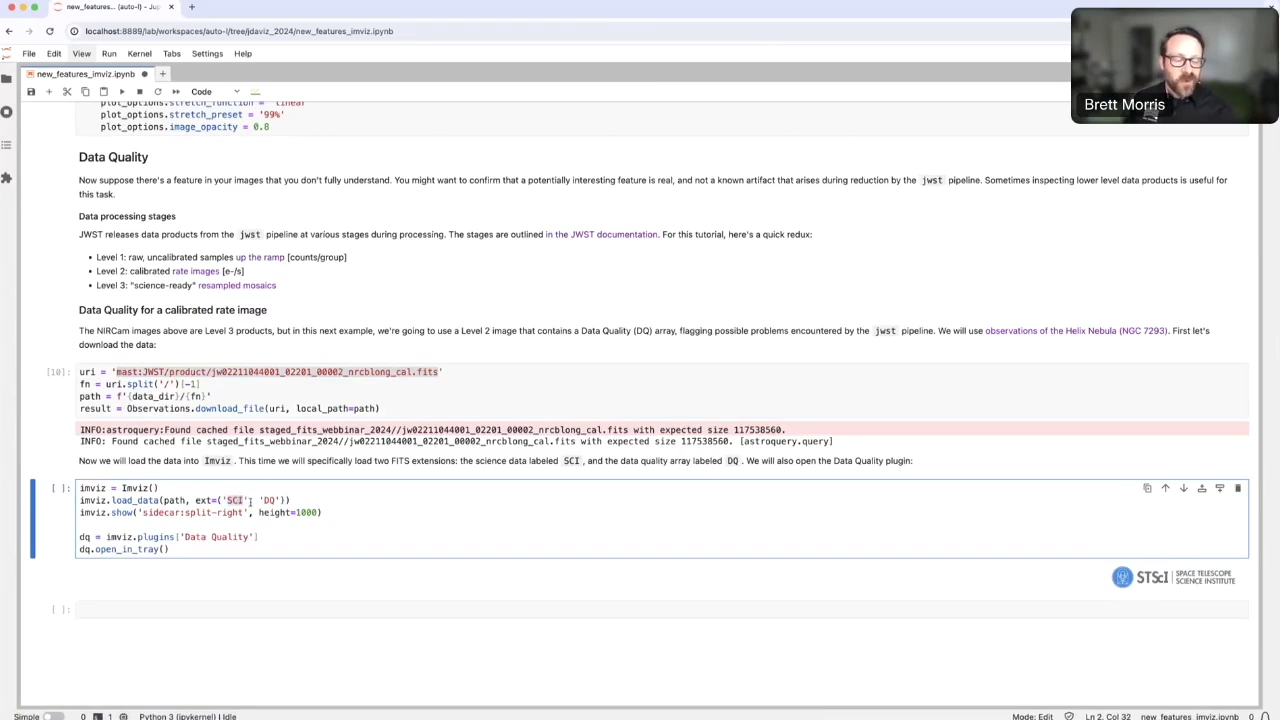 new_features... (auto-l) - Jup
localhost:8889/lab/workspaces/auto-l/tree/jdaviz_2024/new_features_imviz.ipynb
File Edit View Run Kernel Tabs Settings Help
new_features_imviz.ipynb
Code
Brett Morris
plot_options.stretch_function = 'linear'
plot_options.stretch_preset = '99%'
plot_options.image_opacity = 0.8
Data Quality
Now suppose there's a feature in your images that you don't fully understand. You might want to confirm that a potentially interesting feature is real, and not a known artifact that arises during reduction by the jwst pipeline. Sometimes inspecting lower level data products is useful for
this task.
Data processing stages
JWST releases data products from the jwst pipeline at various stages during processing. The stages are outlined in the JWST documentation. For this tutorial, here's a quick redux:
• Level 1: raw, uncalibrated samples up the ramp [counts/group]
• Level 2: calibrated rate images [e-/s]
• Level 3: "science-ready" resampled mosaics
Data Quality for a calibrated rate image
The NIRCam images above are Level 3 products, but in this next example, we're going to use a Level 2 image that contains a Data Quality (DQ) array, flagging possible problems encountered by the jwst pipeline. We will use observations of the Helix Nebula (NGC 7293). First let's
download the data:
[10]: uri = 'mast:JWST/product/jw02211044001_02201_00002_nrcblong_cal.fits'
fn = uri.split('/')[-1]
path = f'{data_dir}/{fn}'
result = Observations.download_file(uri, local_path=path)
INFO:astroquery:Found cached file staged_fits_webbinar_2024//jw02211044001_02201_00002_nrcblong_cal.fits with expected size 117538560.
INFO: Found cached file staged_fits_webbinar_2024//jw02211044001_02201_00002_nrcblong_cal.fits with expected size 117538560. [astroquery.query]
Now we will load the data into Imviz. This time we will specifically load two FITS extensions: the science data labeled SCI, and the data quality array labeled DQ. We will also open the Data Quality plugin:
[ ]: imviz = Imviz()
imviz.load_data(path, ext=('SCI', 'DQ'))
imviz.show('sidecar:split-right', height=1000)
dq = imviz.plugins['Data Quality']
dq.open_in_tray()
STScI | SPACE TELESCOPE
SCIENCE INSTITUTE
[ ]:
Simple 0 1 Python 3 (ipykernel) | Idle Mode: Edit Ln 2, Col 32 new_features_imviz.ipynb 0